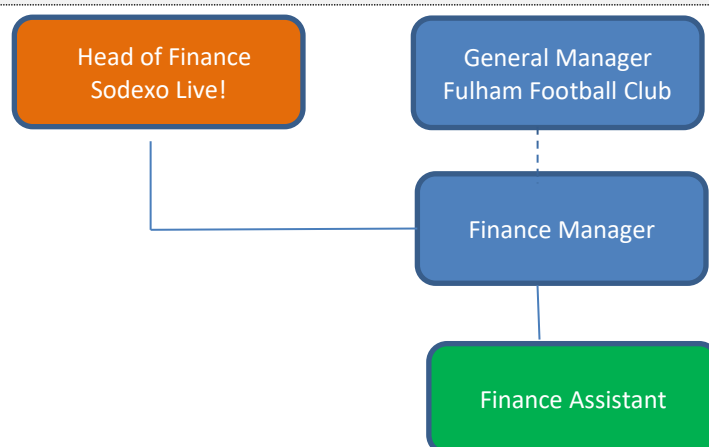 Head of Finance
Sodexo Live!
General Manager
Fulham Football Club
Finance Manager
Finance Assistant